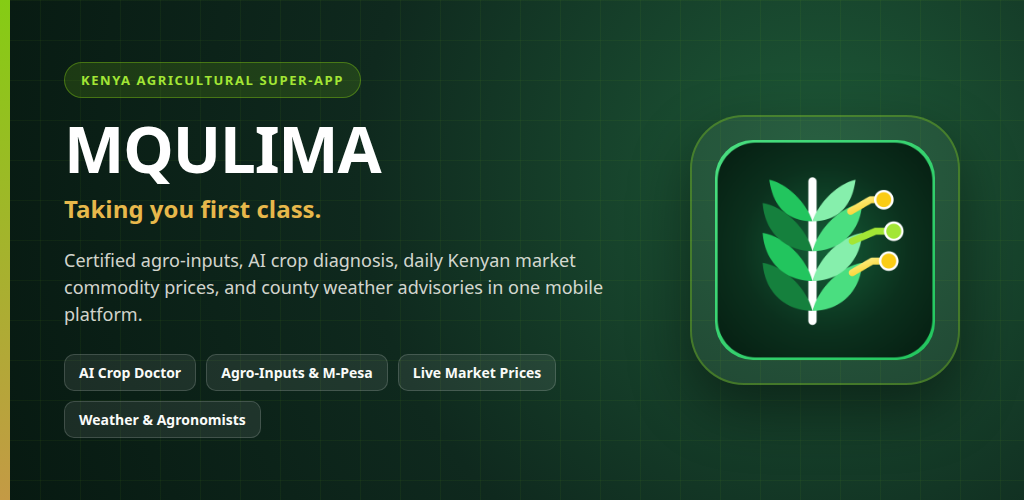 KENYA AGRICULTURAL SUPER-APP
MQULIMA
Taking you first class.
Certified agro-inputs, AI crop diagnosis, daily Kenyan market
commodity prices, and county weather advisories in one mobile
platform.
AI Crop Doctor
Agro-Inputs & M-Pesa
Live Market Prices
Weather & Agronomists